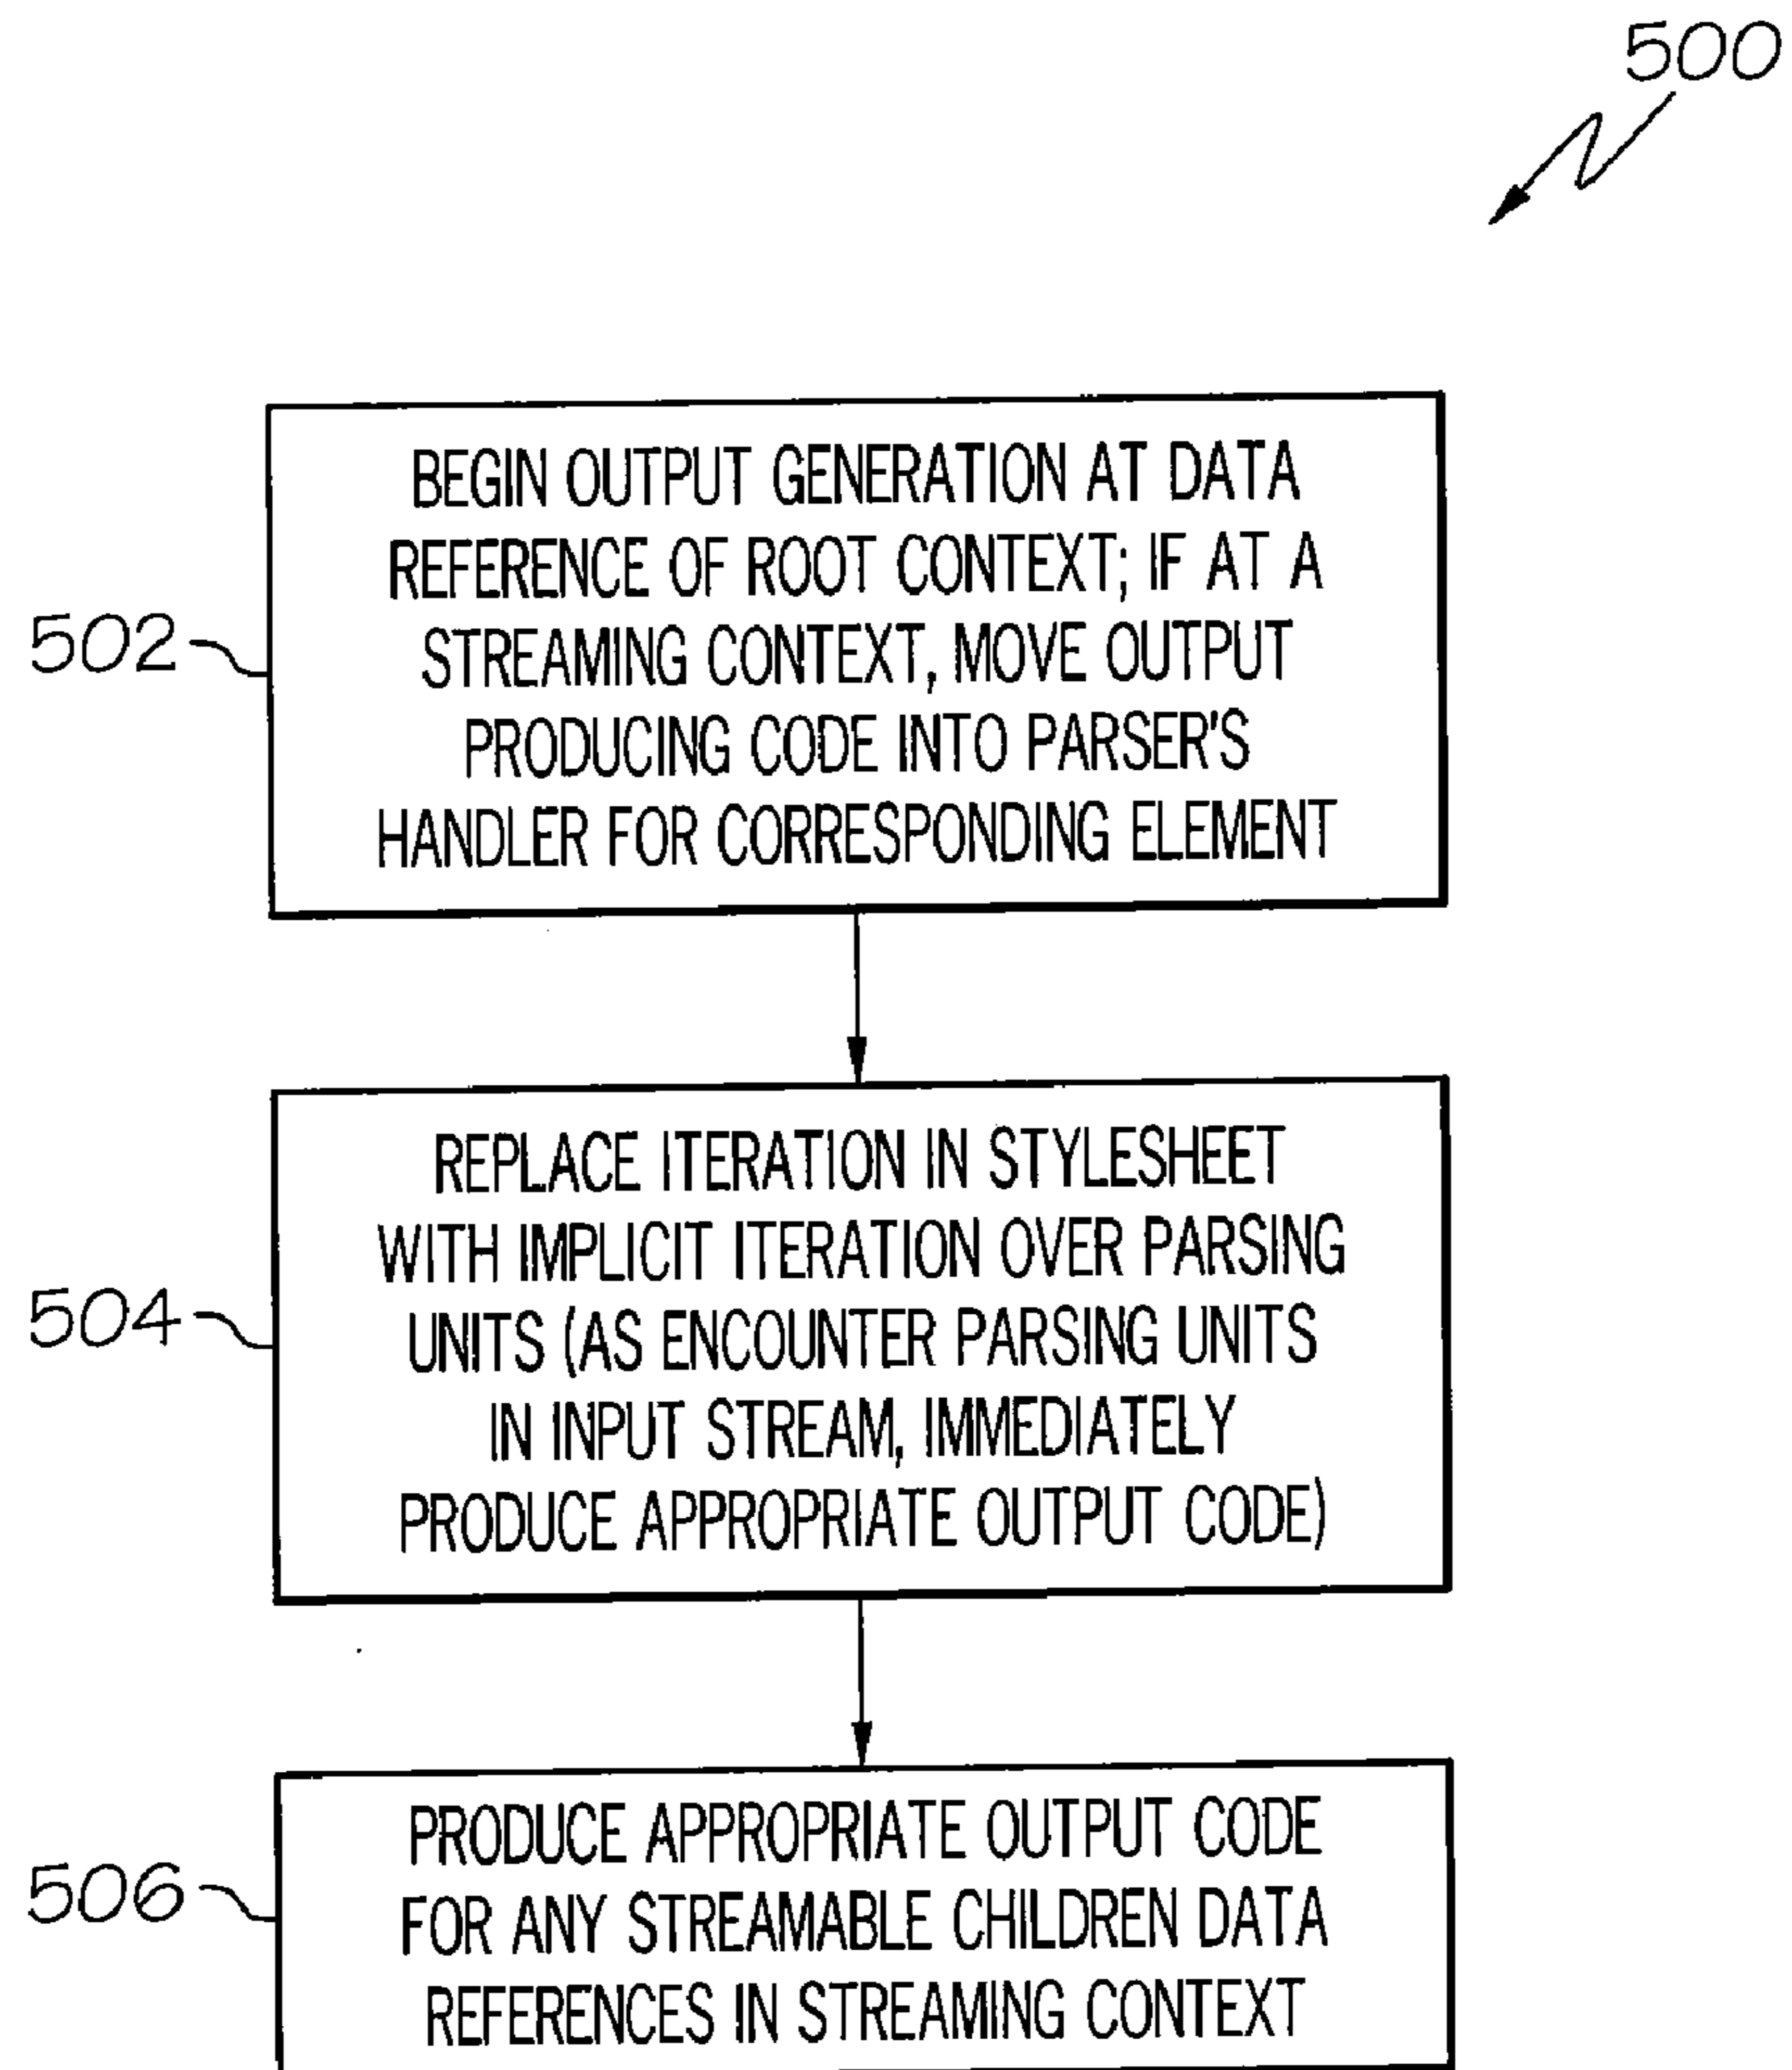 500
BEGIN OUTPUT GENERATION AT DATA
REFERENCE OF ROOT CONTEXT; IF AT A
STREAMING CONTEXT, MOVE OUTPUT
PRODUCING CODE INTO PARSER'S
HANDLER FOR CORRESPONDING ELEMENT
502
REPLACE ITERATION IN STYLESHEET
WITH IMPLICIT ITERATION OVER PARSING
UNITS (AS ENCOUNTER PARSING UNITS
IN INPUT STREAM, IMMEDIATELY
PRODUCE APPROPRIATE OUTPUT CODE)
504
PRODUCE APPROPRIATE OUTPUT CODE
FOR ANY STREAMABLE CHILDREN DATA
REFERENCES IN STREAMING CONTEXT
506